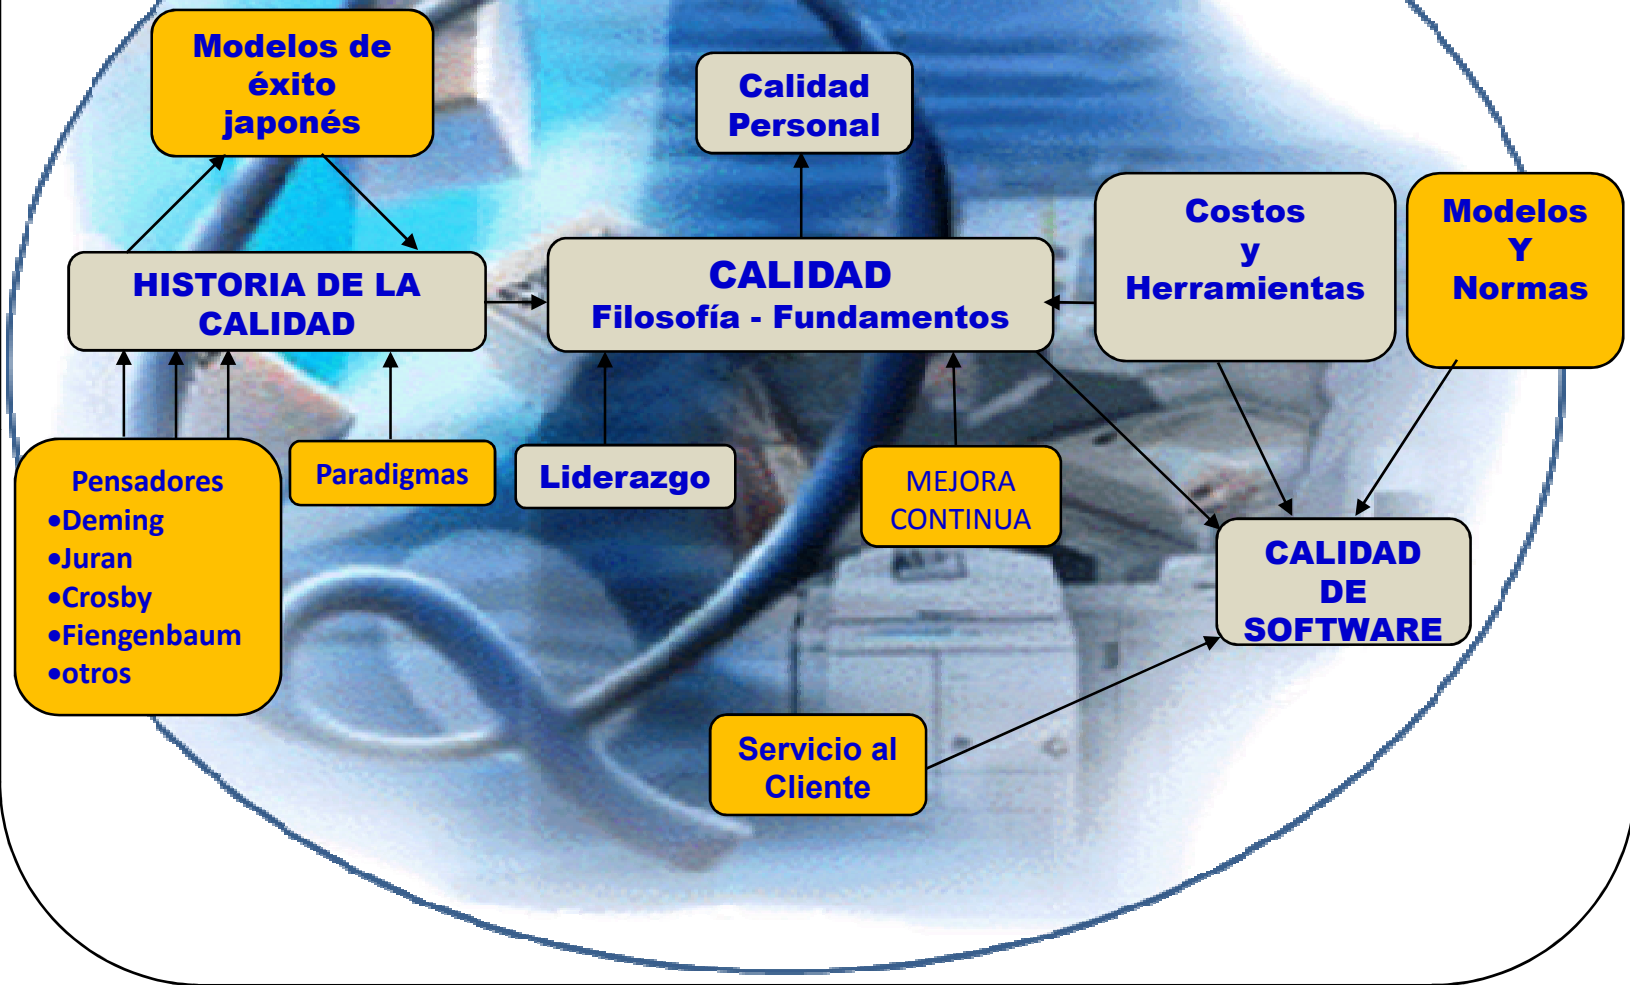 Modelos de
éxito
japonés
Calidad
Personal
Costos
y
Herramientas
Modelos
Y
Normas
HISTORIA DE LA
CALIDAD
CALIDAD
Filosofía - Fundamentos
Pensadores
•Deming
•Juran
•Crosby
•Fiengenbaum
•otros
Paradigmas
Liderazgo
MEJORA
CONTINUA
CALIDAD
DE
SOFTWARE
Servicio al
Cliente